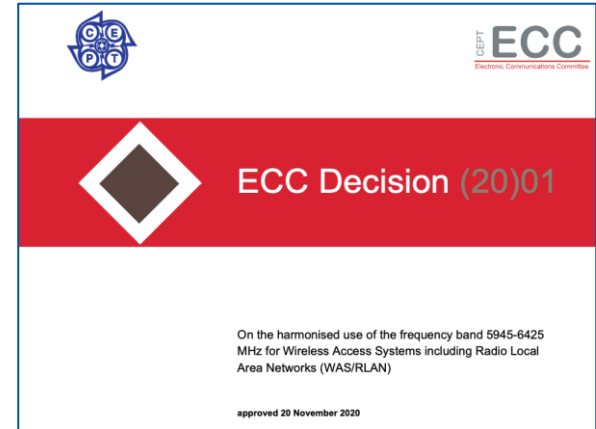 CEPT
CEPT ECC
Electronic Communications Committee
ECC Decision (20)01
On the harmonised use of the frequency band 5945-6425
MHz for Wireless Access Systems including Radio Local
Area Networks (WAS/RLAN)
approved 20 November 2020